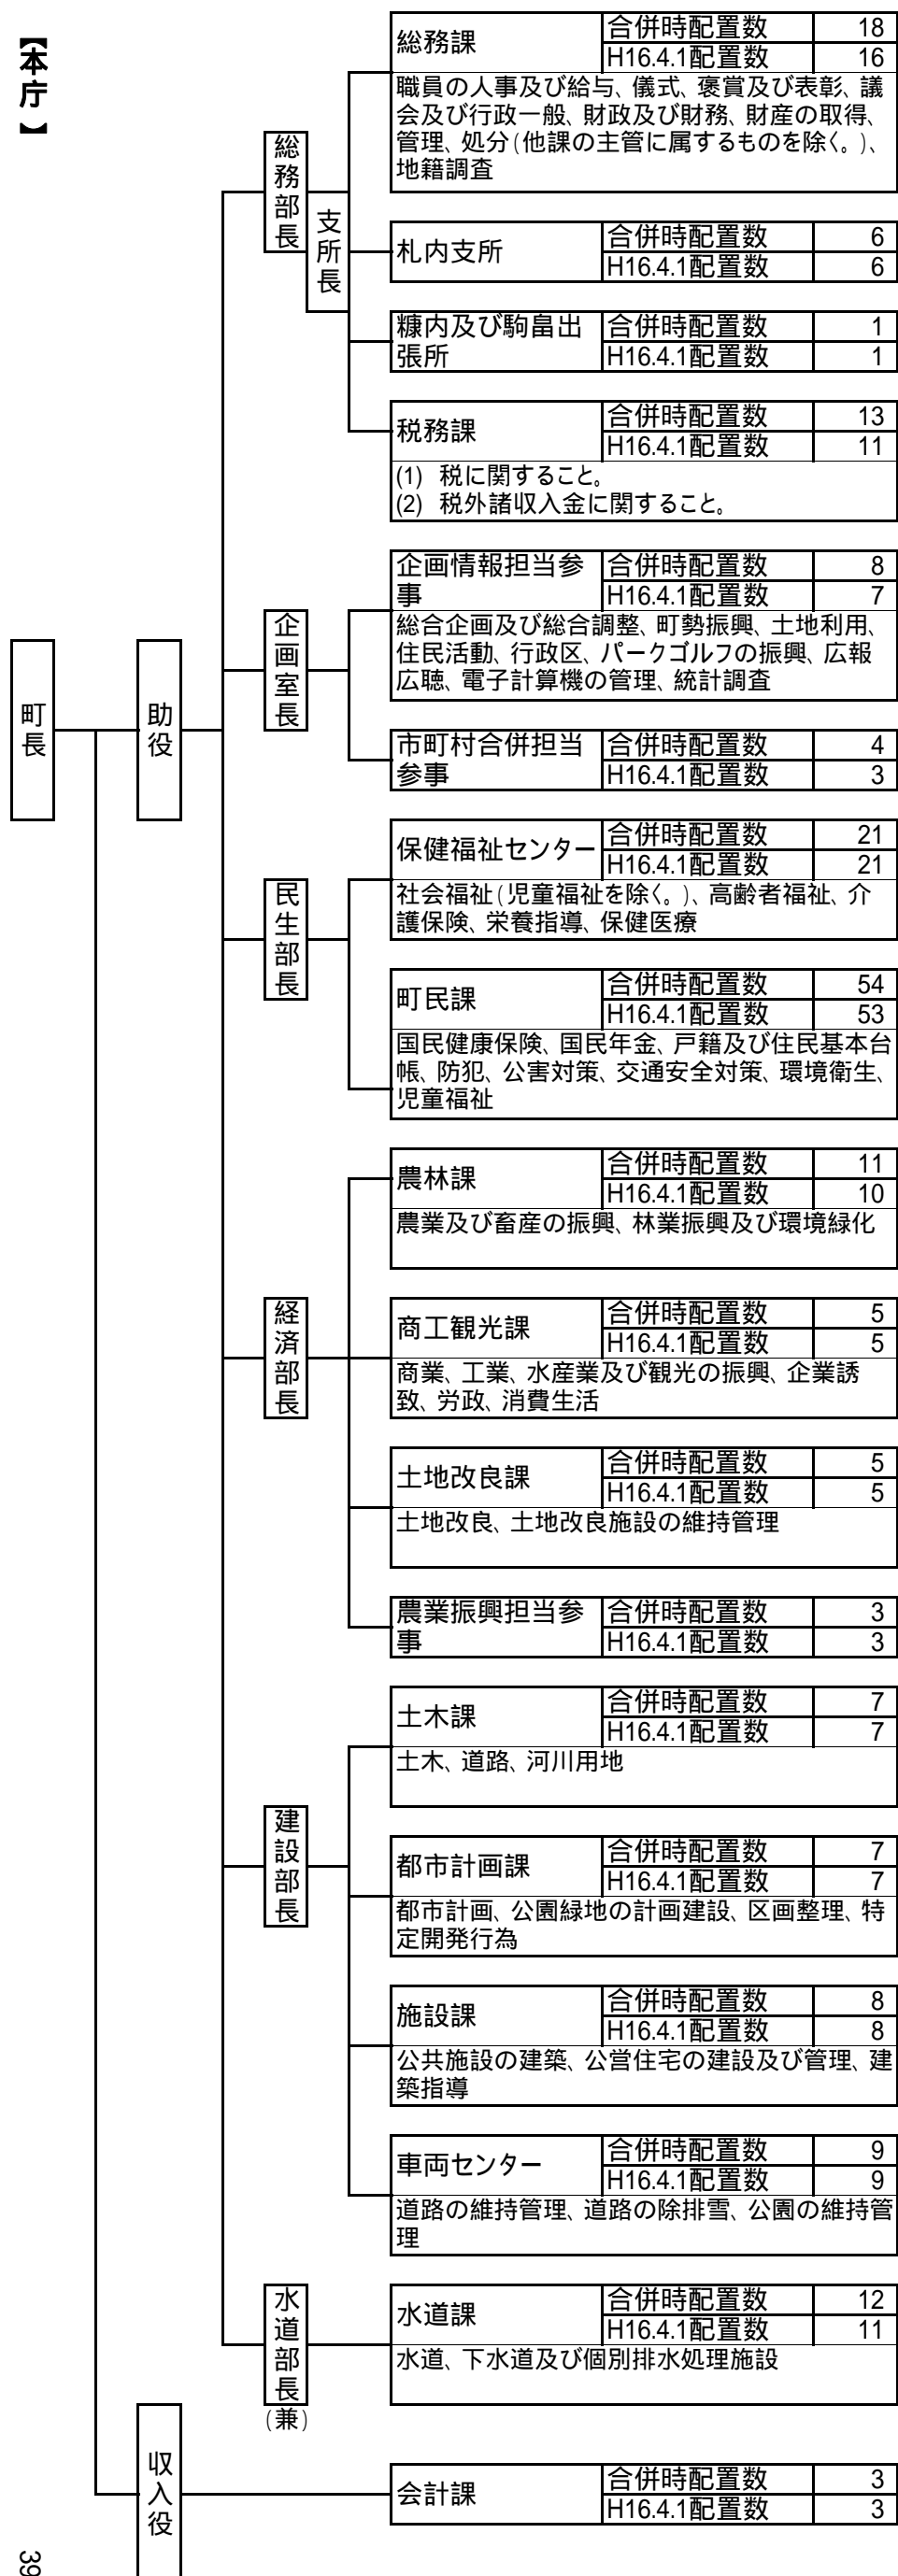 【本庁】
町長
助役
収入役
総務部長
支所長
総務課
合併時配置数 18
H16.4.1配置数 16
職員の人事及び給与、儀式、褒賞及び表彰、議
会及び行政一般、財政及び財務、財産の取得、
管理、処分(他課の主管に属するものを除く。)、
地籍調査
札内支所
合併時配置数 6
H16.4.1配置数 6
糠内及び駒畠出
張所
合併時配置数 1
H16.4.1配置数 1
税務課
合併時配置数 13
H16.4.1配置数 11
(1) 税に関すること。
(2) 税外諸収入金に関すること。
企画室長
企画情報担当参
事
合併時配置数 8
H16.4.1配置数 7
総合企画及び総合調整、町勢振興、土地利用、
住民活動、行政区、パークゴルフの振興、広報
広聴、電子計算機の管理、統計調査
市町村合併担当
参事
合併時配置数 4
H16.4.1配置数 3
民生部長
保健福祉センター
合併時配置数 21
H16.4.1配置数 21
社会福祉(児童福祉を除く。)、高齢者福祉、介
護保険、栄養指導、保健医療
町民課
合併時配置数 54
H16.4.1配置数 53
国民健康保険、国民年金、戸籍及び住民基本台
帳、防犯、公害対策、交通安全対策、環境衛生、
児童福祉
経済部長
農林課
合併時配置数 11
H16.4.1配置数 10
農業及び畜産の振興、林業振興及び環境緑化
商工観光課
合併時配置数 5
H16.4.1配置数 5
商業、工業、水産業及び観光の振興、企業誘
致、労政、消費生活
土地改良課
合併時配置数 5
H16.4.1配置数 5
土地改良、土地改良施設の維持管理
農業振興担当参
事
合併時配置数 3
H16.4.1配置数 3
建設部長
土木課
合併時配置数 7
H16.4.1配置数 7
土木、道路、河川用地
都市計画課
合併時配置数 7
H16.4.1配置数 7
都市計画、公園緑地の計画建設、区画整理、特
定開発行為
施設課
合併時配置数 8
H16.4.1配置数 8
公共施設の建築、公営住宅の建設及び管理、建
築指導
車両センター
合併時配置数 9
H16.4.1配置数 9
道路の維持管理、道路の除排雪、公園の維持管
理
水道部長
(兼)
水道課
合併時配置数 12
H16.4.1配置数 11
水道、下水道及び個別排水処理施設
会計課
合併時配置数 3
H16.4.1配置数 3
39